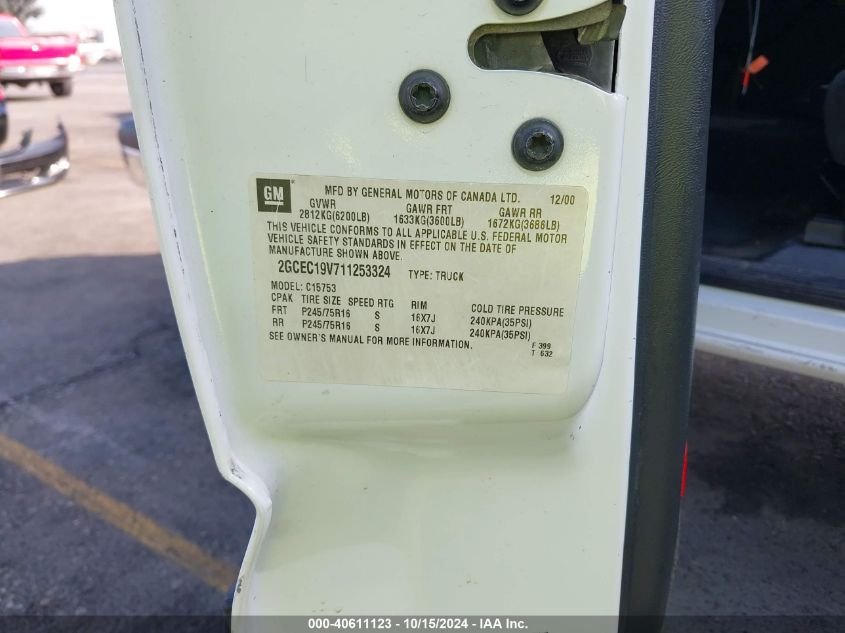 GM
MFD BY GENERAL MOTORS OF CANADA LTD. 12/00
GVWR GAWR FRT GAWR RR
2812KG(6200LB) 1633KG(3600LB) 1672KG(3686LB)
THIS VEHICLE CONFORMS TO ALL APPLICABLE U.S. FEDERAL MOTOR
VEHICLE SAFETY STANDARDS IN EFFECT ON THE DATE OF
MANUFACTURE SHOWN ABOVE.
2GCEC19V711253324 TYPE: TRUCK
MODEL: C15753
CPAK TIRE SIZE SPEED RTG RIM COLD TIRE PRESSURE
FRT P245/75R16 S 16X7J 240KPA(35PSI)
RR P245/75R16 S 16X7J 240KPA(35PSI)
SEE OWNER'S MANUAL FOR MORE INFORMATION. F 399
T 632
000-40611123 - 10/15/2024 - IAA Inc.